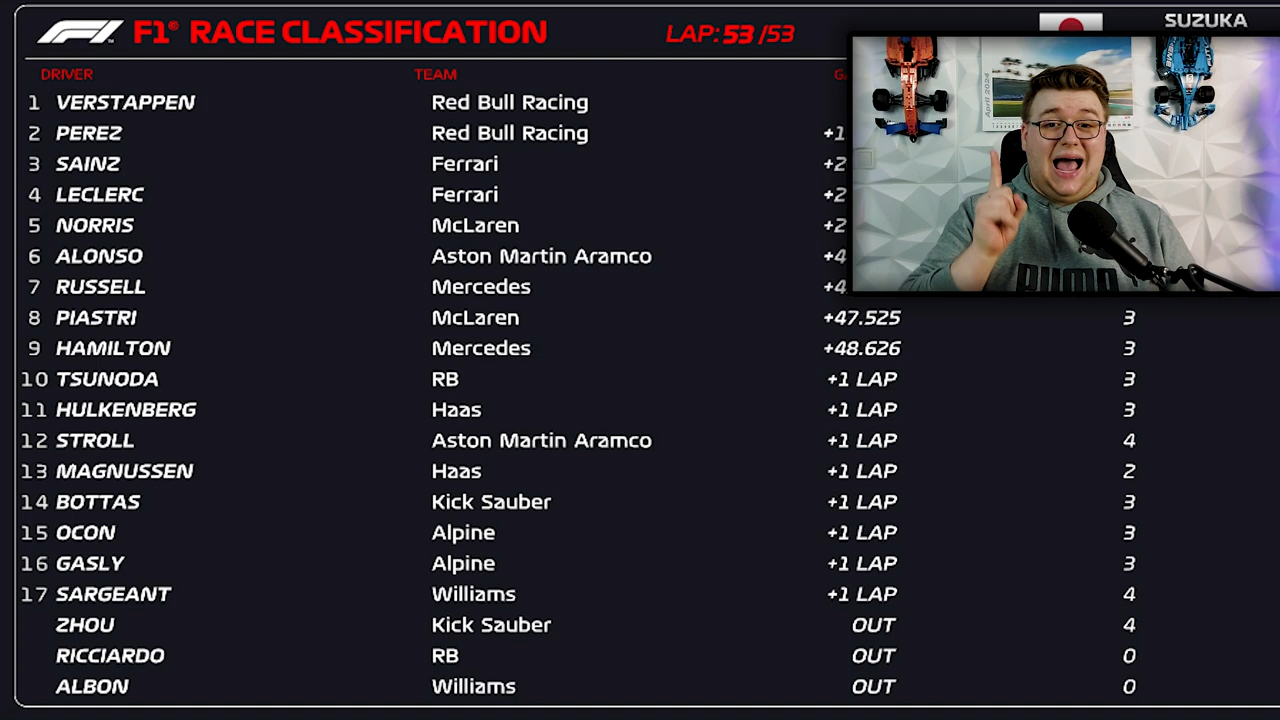 F1 RACE CLASSIFICATION LAP: 53/53 SUZUKA
DRIVER TEAM
1 VERSTAPPEN Red Bull Racing
2 PEREZ Red Bull Racing
3 SAINZ Ferrari
4 LECLERC Ferrari
5 NORRIS McLaren
6 ALONSO Aston Martin Aramco
7 RUSSELL Mercedes
8 PIASTRI McLaren +47.525 3
9 HAMILTON Mercedes +48.626 3
10 TSUNODA RB +1 LAP 3
11 HULKENBERG Haas +1 LAP 3
12 STROLL Aston Martin Aramco +1 LAP 4
13 MAGNUSSEN Haas +1 LAP 2
14 BOTTAS Kick Sauber +1 LAP 3
15 OCON Alpine +1 LAP 3
16 GASLY Alpine +1 LAP 3
17 SARGEANT Williams +1 LAP 4
ZHOU Kick Sauber OUT 4
RICCIARDO RB OUT 0
ALBON Williams OUT 0
April 2024
PUMA